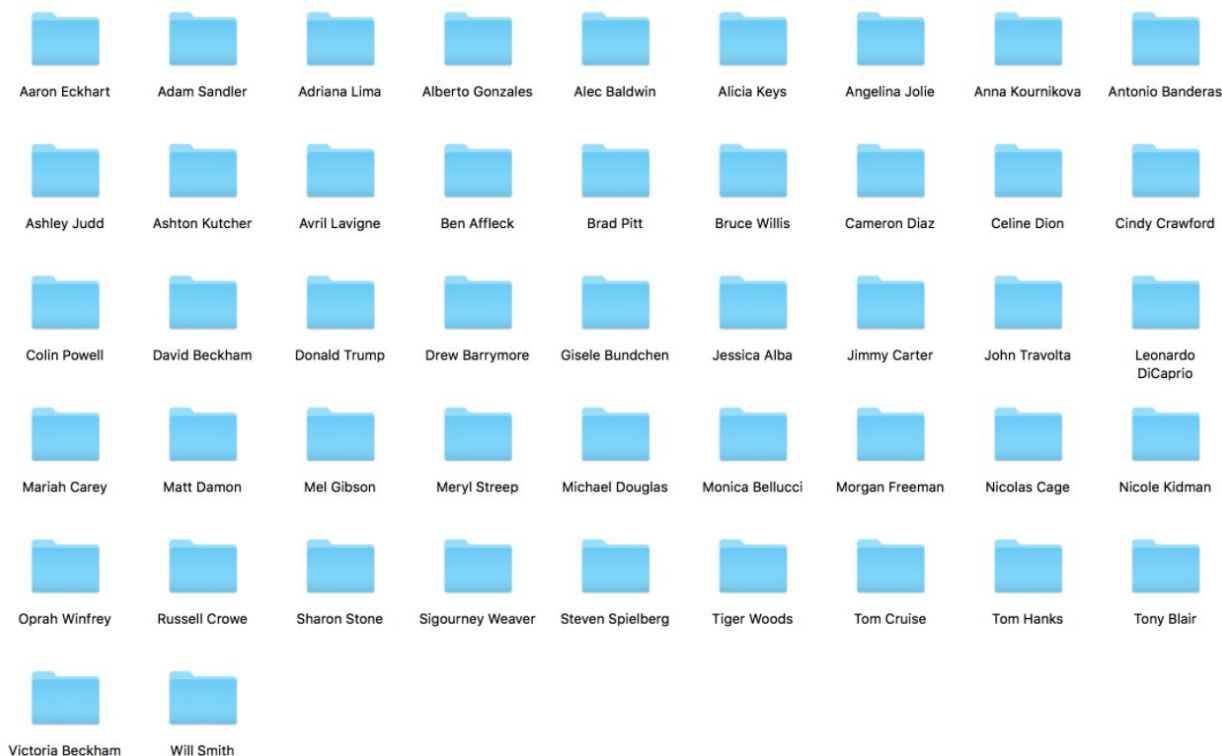 Aaron Eckhart
Adam Sandler
Adriana Lima
Alberto Gonzales
Alec Baldwin
Alicia Keys
Angelina Jolie
Anna Kournikova
Antonio Banderas
Ashley Judd
Ashton Kutcher
Avril Lavigne
Ben Affleck
Brad Pitt
Bruce Willis
Cameron Diaz
Celine Dion
Cindy Crawford
Colin Powell
David Beckham
Donald Trump
Drew Barrymore
Gisele Bundchen
Jessica Alba
Jimmy Carter
John Travolta
Leonardo
DiCaprio
Mariah Carey
Matt Damon
Mel Gibson
Meryl Streep
Michael Douglas
Monica Bellucci
Morgan Freeman
Nicolas Cage
Nicole Kidman
Oprah Winfrey
Russell Crowe
Sharon Stone
Sigourney Weaver
Steven Spielberg
Tiger Woods
Tom Cruise
Tom Hanks
Tony Blair
Victoria Beckham
Will Smith